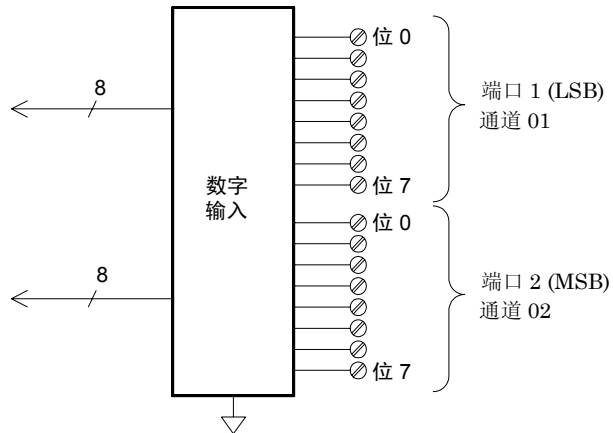 位 0
8
端口 1 (LSB)
通道 01
数字
输入
位 7
位 0
8
端口 2 (MSB)
通道 02
位 7